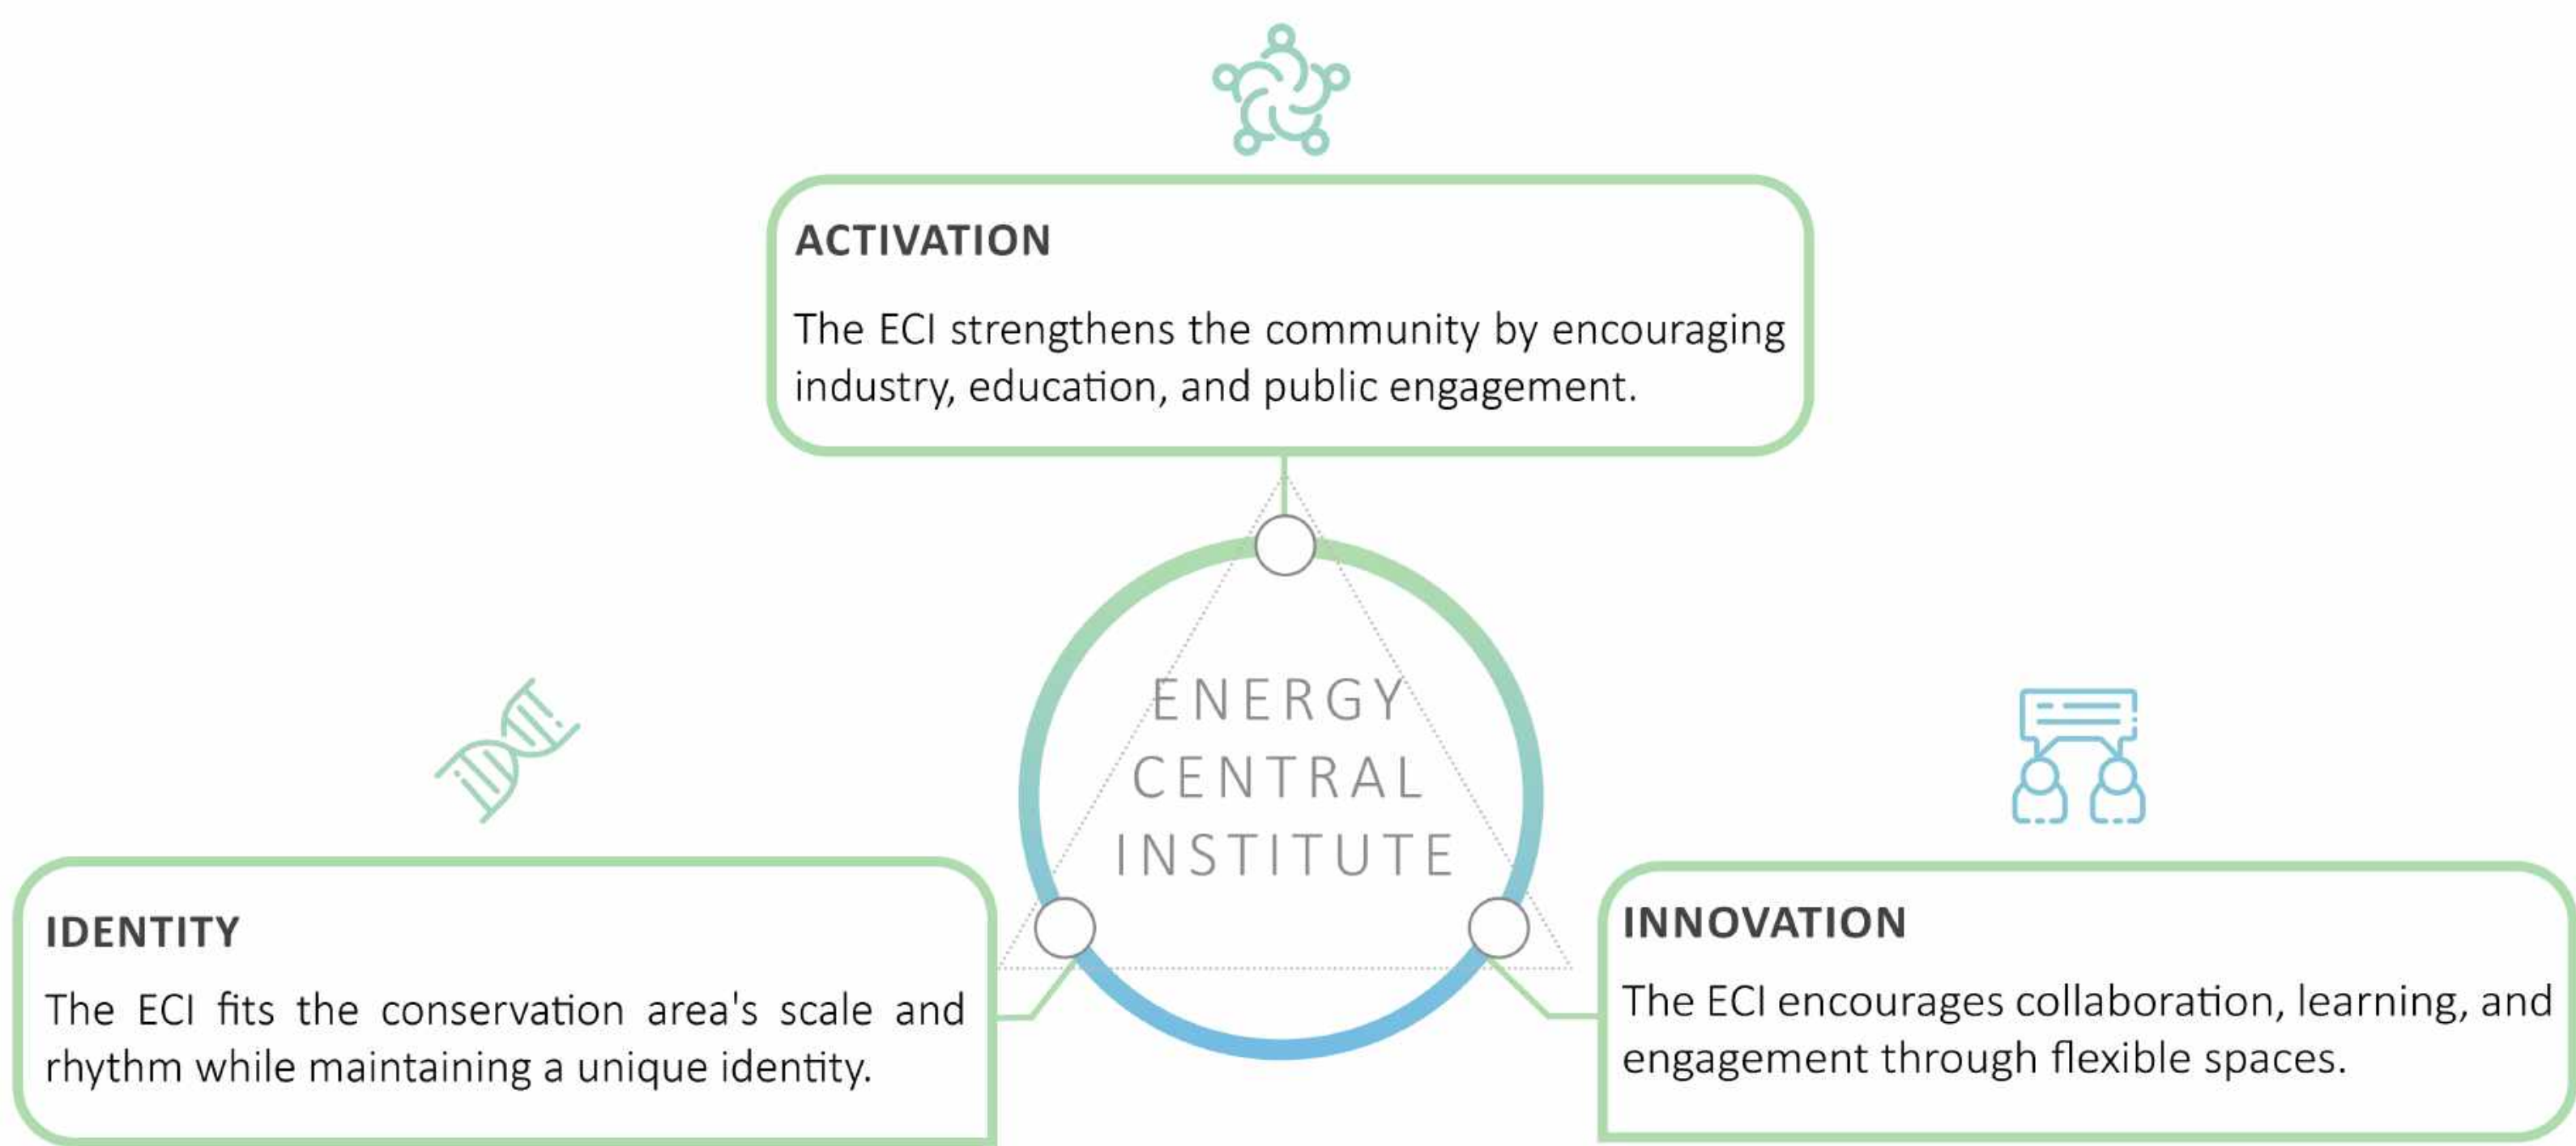 ACTIVATION
The ECI strengthens the community by encouraging
industry, education, and public engagement.
ENERGY
CENTRAL
INSTITUTE
IDENTITY
The ECI fits the conservation area's scale and
rhythm while maintaining a unique identity.
INNOVATION
The ECI encourages collaboration, learning, and
engagement through flexible spaces.